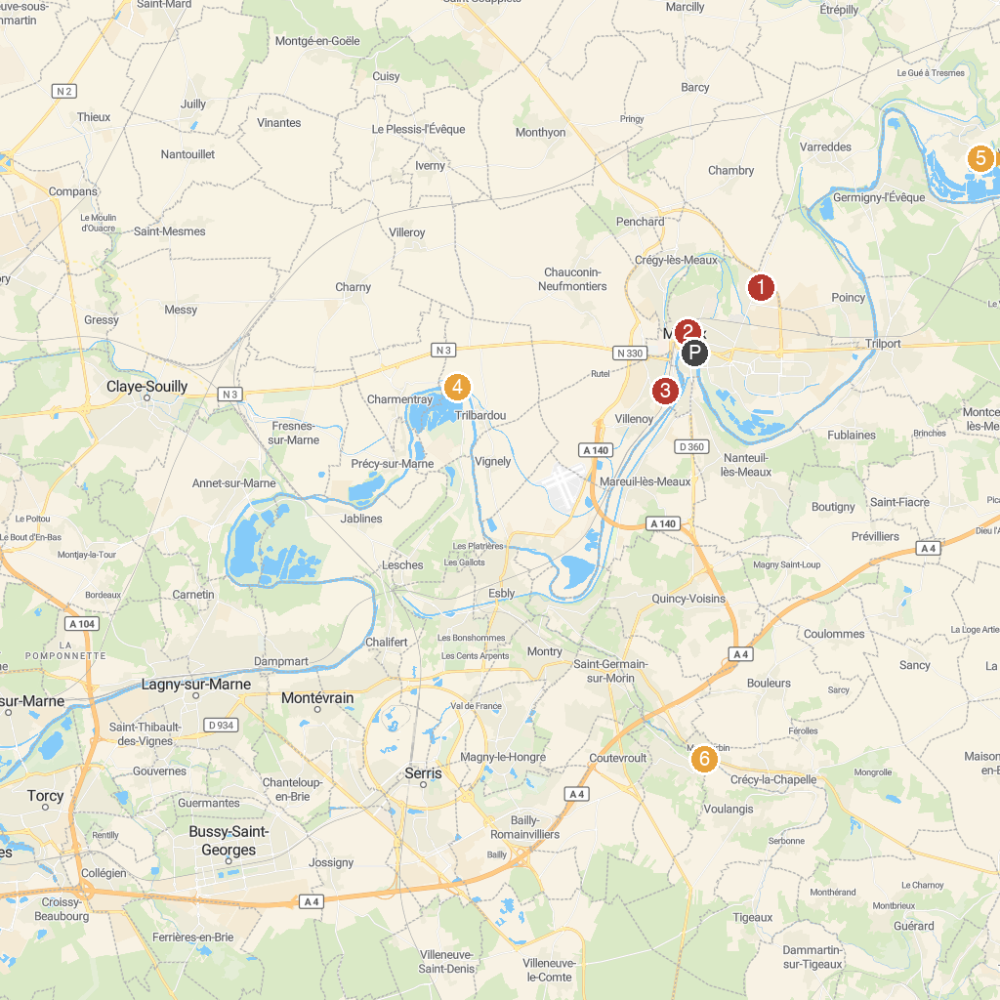 Marcilly
Étrépilly
Saint-Mard
Montgé-en-Goële
Cuisy
Le Gué à Tresmes
N 2
Juilly
Barcy
Thieux
Vinantes
Le Plessis-l'Évêque
Monthyon
Pringy
Varreddes
Nantouillet
Iverny
Chambry
5
Compans
Germigny-l'Évêque
Le Moulin
d'Ouacre
Saint-Mesmes
Villeroy
Penchard
Crégy-lès-Meaux
Chauconin-
Neufmontiers
Charny
1
Poincy
Messy
Gressy
2
Trilport
N 3
N 330
P
Rutel
Claye-Souilly
N 3
4
Charmentray
3
Trilbardou
Villenoy
Fresnes-
sur-Marne
Fublaines
Brinches
A 140
D 360
Précy-sur-Marne
Vignely
Nanteuil-
lès-Meaux
Annet-sur-Marne
Mareuil-lès-Meaux
Saint-Fiacre
Boutigny
Le Poitou
Jablines
A 140
Le Bout d'En-Bas
Prévilliers
Les Platrières
A 4
Montjay-la-Tour
Lesches
Les Gallots
Magny Saint-Loup
Bordeaux
Carnetin
Esbly
Quincy-Voisins
A 104
Coulommes
LA
POMPONNETTE
Chalifert
Les Bonshommes
Les Cents Arpents
Montry
A 4
Dampmart
Saint-Germain-
sur-Morin
Sancy
Lagny-sur-Marne
Bouleurs
Sarcy
Montévrain
Val de France
D 934
Saint-Thibault-
des-Vignes
Férolles
Magny-le-Hongre
Coutevroult
6
Gouvernes
Serris
Crécy-la-Chapelle
Mongrolle
Chanteloup-
en-Brie
Torcy
Guermantes
A 4
Voulangis
Bailly-
Romainvilliers
Rentilly
Bussy-Saint-
Georges
Serbonne
Bailly
Jossigny
Collégien
Le Charnoy
Croissy-
Beaubourg
A 4
Monthérand
Montbrieux
Tigeaux
Guérard
Ferrières-en-Brie
Villeneuve-
Saint-Denis
Villeneuve-
le-Comte
Dammartin-
sur-Tigeaux